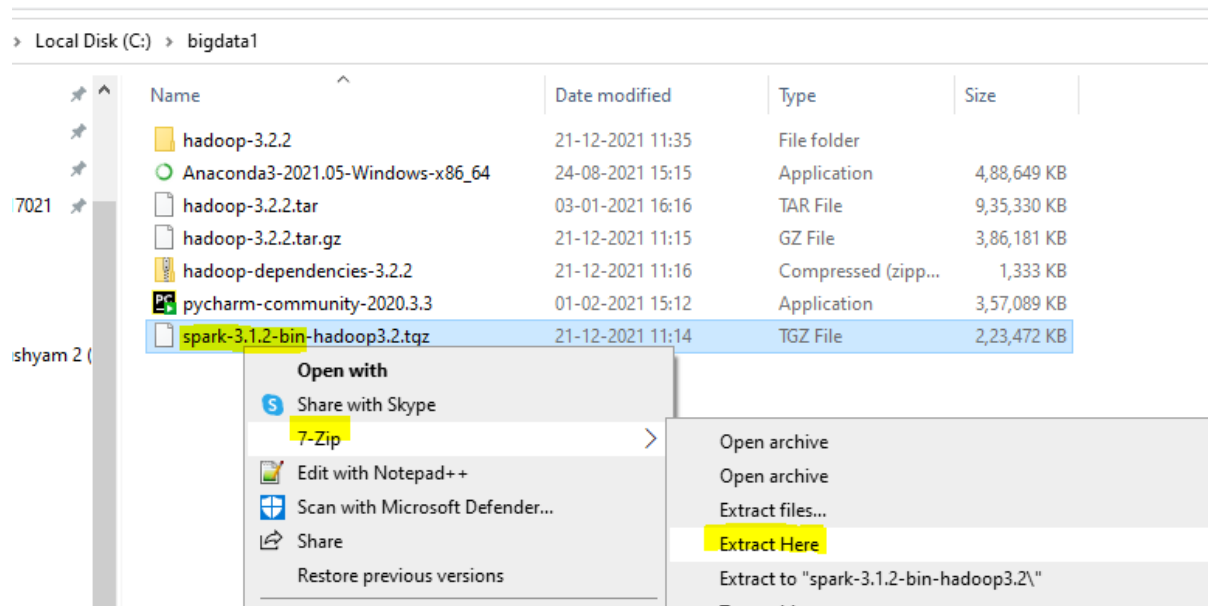 > Local Disk (C:) > bigdata1
Name Date modified Type Size
hadoop-3.2.2 21-12-2021 11:35 File folder
Anaconda3-2021.05-Windows-x86_64 24-08-2021 15:15 Application 4,88,649 KB
7021 hadoop-3.2.2.tar 03-01-2021 16:16 TAR File 9,35,330 KB
hadoop-3.2.2.tar.gz 21-12-2021 11:15 GZ File 3,86,181 KB
hadoop-dependencies-3.2.2 21-12-2021 11:16 Compressed (zipp... 1,333 KB
PC pycharm-community-2020.3.3 01-02-2021 15:12 Application 3,57,089 KB
spark-3.1.2-bin-hadoop3.2.tgz 21-12-2021 11:14 TGZ File 2,23,472 KB
shyam 2 (
Open with
S Share with Skype
7-Zip >
Edit with Notepad++
Scan with Microsoft Defender...
Share
Restore previous versions
Open archive
Open archive
Extract files...
Extract Here
Extract to "spark-3.1.2-bin-hadoop3.2\"